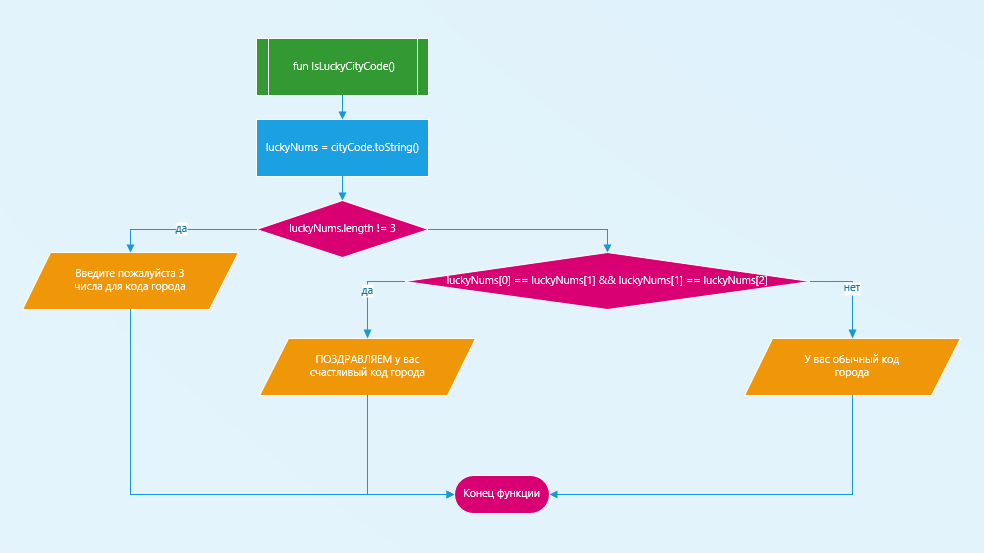 fun IsLuckyCityCode()
luckyNums = cityCode.toString()
luckyNums.length != 3
да
Введите пожалуйста 3
числа для кода города
luckyNums[0] == luckyNums[1] && luckyNums[1] == luckyNums[2]
да
нет
ПОЗДРАВЛЯЕМ у вас
счастливый код города
У вас обычный код
города
Конец функции